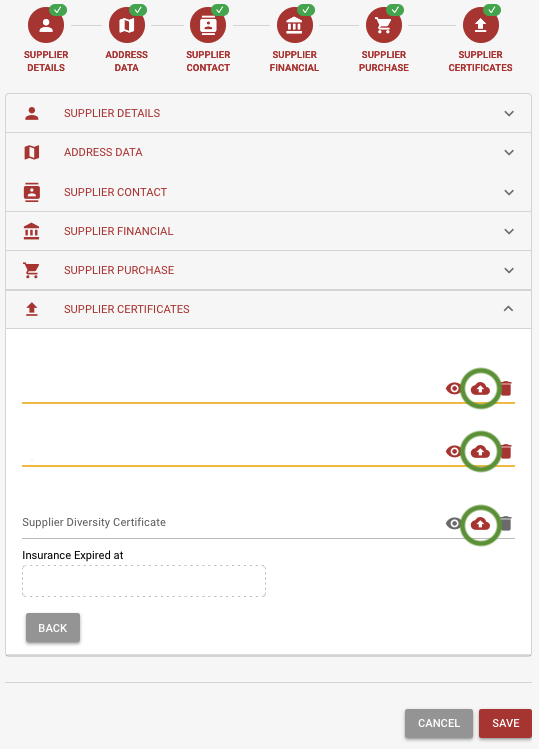 SUPPLIER
DETAILS
ADDRESS
DATA
SUPPLIER
CONTACT
SUPPLIER
FINANCIAL
SUPPLIER
PURCHASE
SUPPLIER
CERTIFICATES
SUPPLIER DETAILS
ADDRESS DATA
SUPPLIER CONTACT
SUPPLIER FINANCIAL
SUPPLIER PURCHASE
SUPPLIER CERTIFICATES
Supplier Diversity Certificate
Insurance Expired at
BACK
CANCEL
SAVE